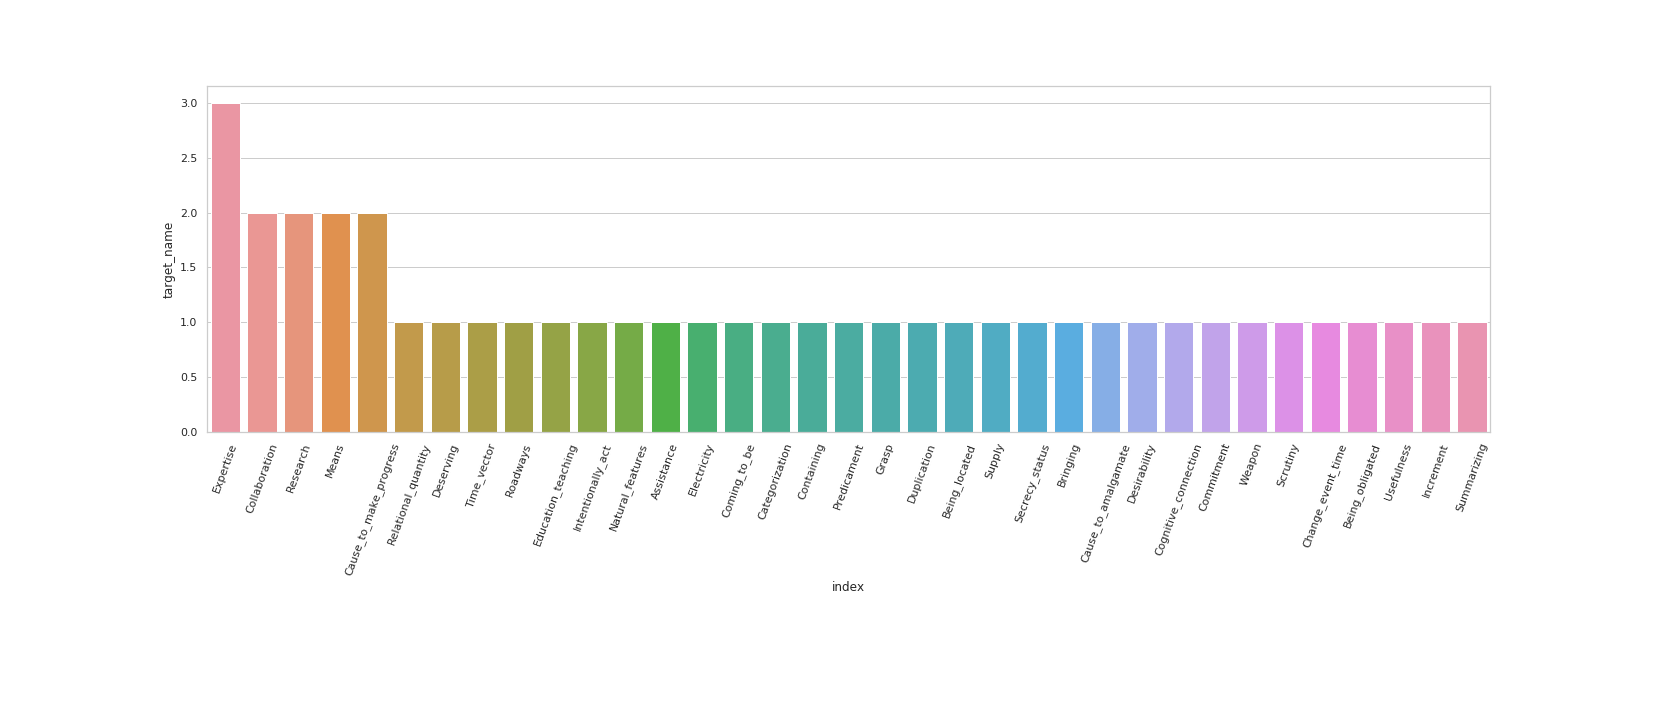 3.0
2.5
2.0
1.5
1.0
0.5
0.0
target_name
Expertise
Collaboration
Research
Means
Cause_to_make_progress
Relational_quantity
Deserving
Time_vector
Roadways
Education_teaching
Intentionally_act
Natural_features
Assistance
Electricity
Coming_to_be
Categorization
Containing
Predicament
Grasp
Duplication
Being_located
Supply
Secrecy_status
Bringing
Cause_to_amalgamate
Desirability
Cognitive_connection
Commitment
Weapon
Scrutiny
Change_event_time
Being_obligated
Usefulness
Increment
Summarizing
index